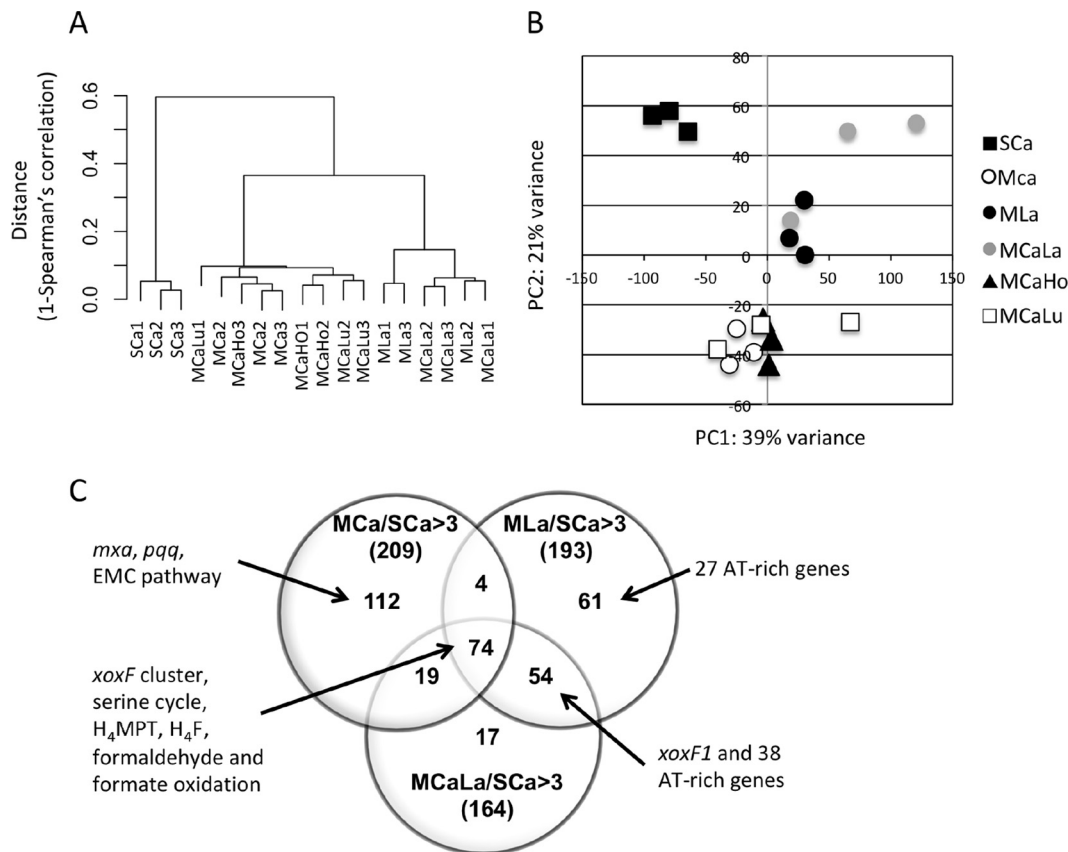 A
Distance
(1-Spearman's correlation)
0.6
0.4
0.2
0.0
SCa1
SCa2
SCa3
MCaLu1
MCa2
MCaHo3
MCa2
MCa3
MCaHO1
MCaHo2
MCaLu2
MCaLu3
MLa1
MLa3
MCaLa2
MCaLa3
MLa2
MCaLa1
B
PC2: 21% variance
80
60
40
20
0
-20
-40
-60
-150
-100
-50
0
50
100
150
PC1: 39% variance
SCa
Mca
MLa
MCaLa
MCaHo
MCaLu
C
MCa/SCa>3
(209)
MLa/SCa>3
(193)
mxa, pqq,
EMC pathway
112
4
61
27 AT-rich genes
74
19
54
xoxF cluster,
serine cycle,
H4MPT, H4F,
formaldehyde and
formate oxidation
17
MCaLa/SCa>3
(164)
xoxF1 and 38
AT-rich genes